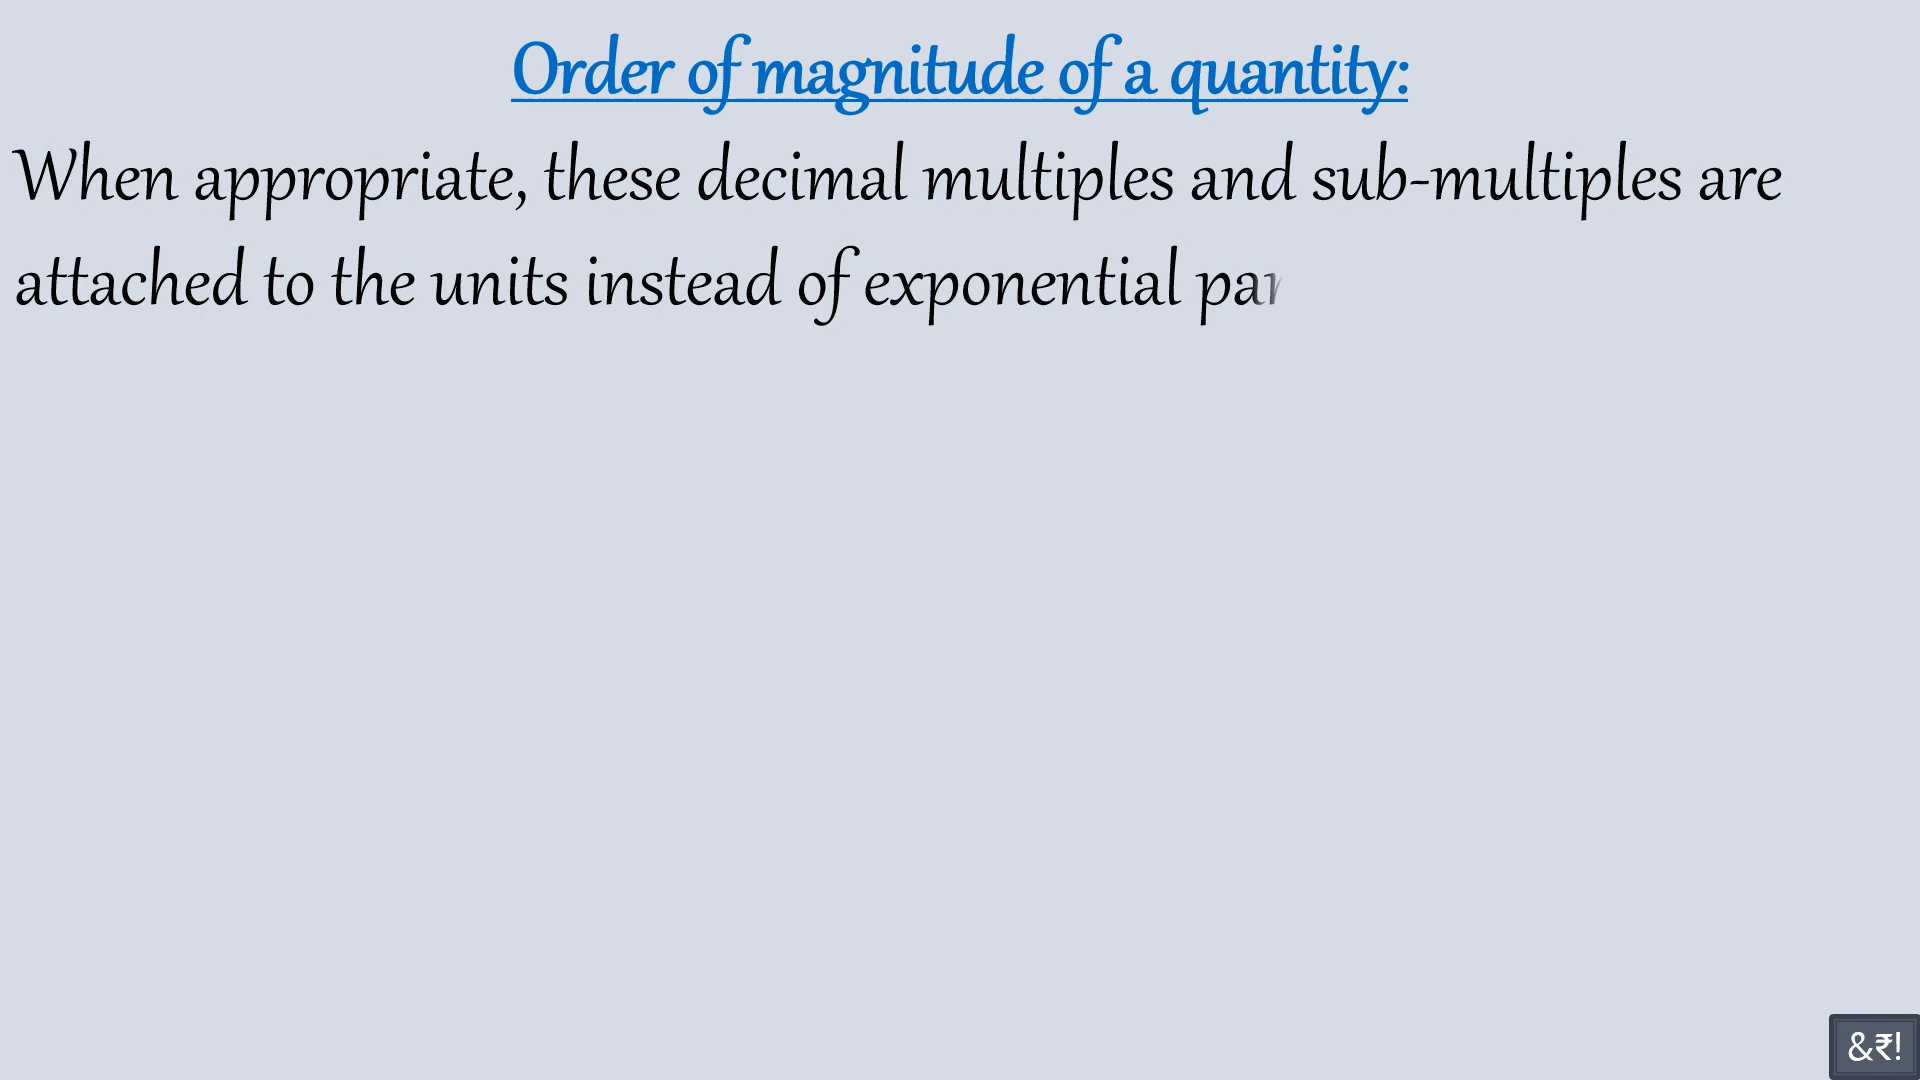 Order of magnitude of a quantity:
When appropriate, these decimal multiples and sub-multiples are
attached to the units instead of exponential par
&₹!